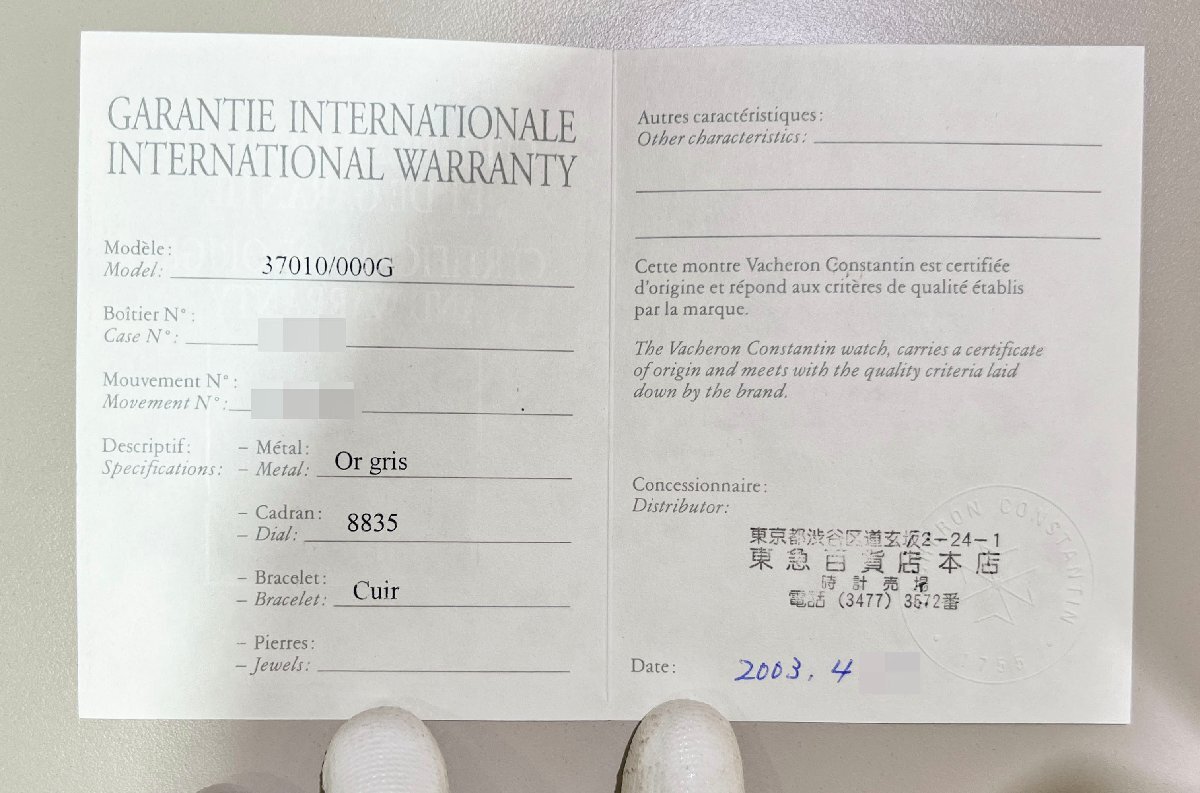 GARANTIE INTERNATIONALE
INTERNATIONAL WARRANTY
Modèle:
Model: 37010/000G
Boîtier N°:
Case N°:
Mouvement N°:
Movement N°:
Descriptif: – Métal:
Specifications: – Metal: Or gris
– Cadran:
– Dial: 8835
– Bracelet:
– Bracelet: Cuir
– Pierres:
– Jewels:
Autres caractéristiques:
Other characteristics:
Cette montre Vacheron Constantin est certifiée
d'origine et répond aux critères de qualité établis
par la marque.
The Vacheron Constantin watch, carries a certificate
of origin and meets with the quality criteria laid
down by the brand.
Concessionnaire:
Distributor:
東京都渋谷区道玄坂2-24-1
東急百貨店本店
時計売場
電話 (3477) 3572番
VACHERON CONSTANTIN
1755
Date: 2003. 4